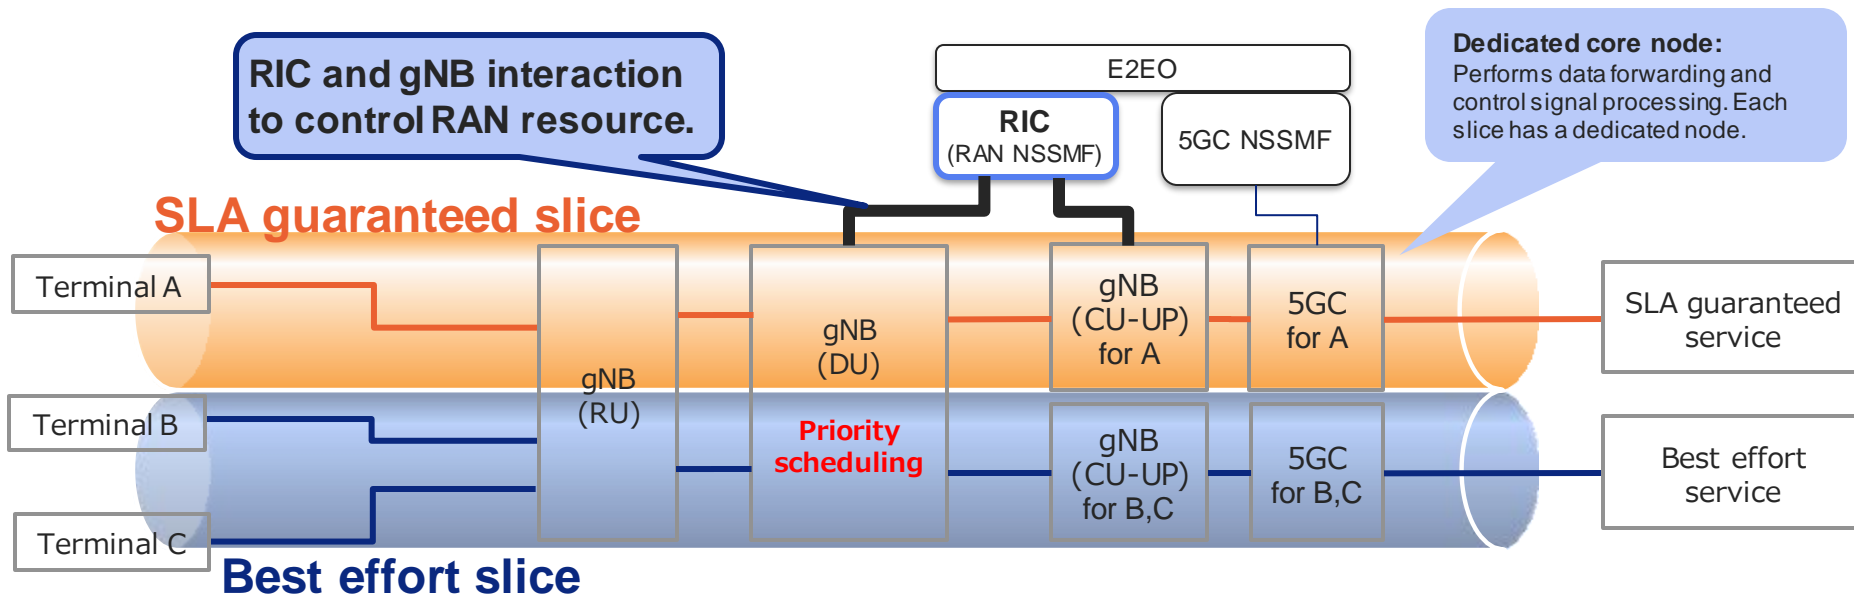 RIC and gNB interaction
to control RAN resource.
E2EO
RIC
(RAN NSSMF)
5GC NSSMF
Dedicated core node:
Performs data forwarding and
control signal processing. Each
slice has a dedicated node.
SLA guaranteed slice
Terminal A
Terminal B
Terminal C
gNB
(RU)
gNB
(DU)
Priority
scheduling
gNB
(CU-UP)
for A
5GC
for A
gNB
(CU-UP)
for B,C
5GC
for B,C
SLA guaranteed
service
Best effort
service
Best effort slice